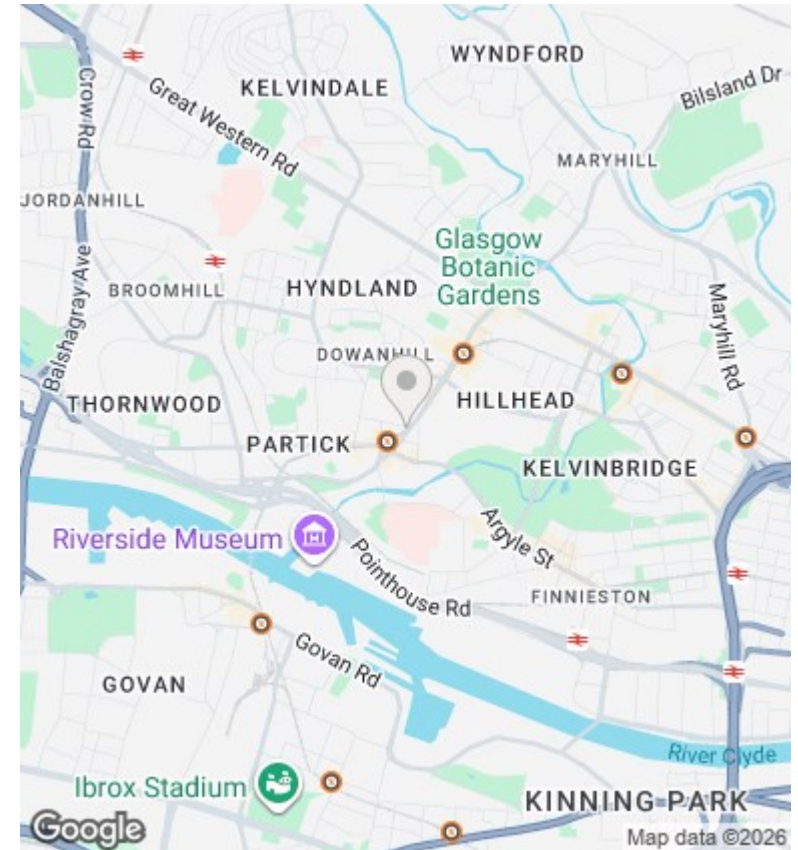 WYNDFORD
KELVINDALE
Bilsland Dr
Crow Rd
Great Western Rd
MARYHILL
JORDANHILL
Glasgow
Botanic
Gardens
BROOMHILL
HYNDLAND
Maryhill Rd
Balshagray Ave
DOWANHILL
THORNWOOD
HILLHEAD
PARTICK
KELVINBRIDGE
Riverside Museum
Argyle St
Pointhouse Rd
FINNIESTON
Govan Rd
GOVAN
River Clyde
Ibrox Stadium
KINNING PARK
Google
Map data ©2026